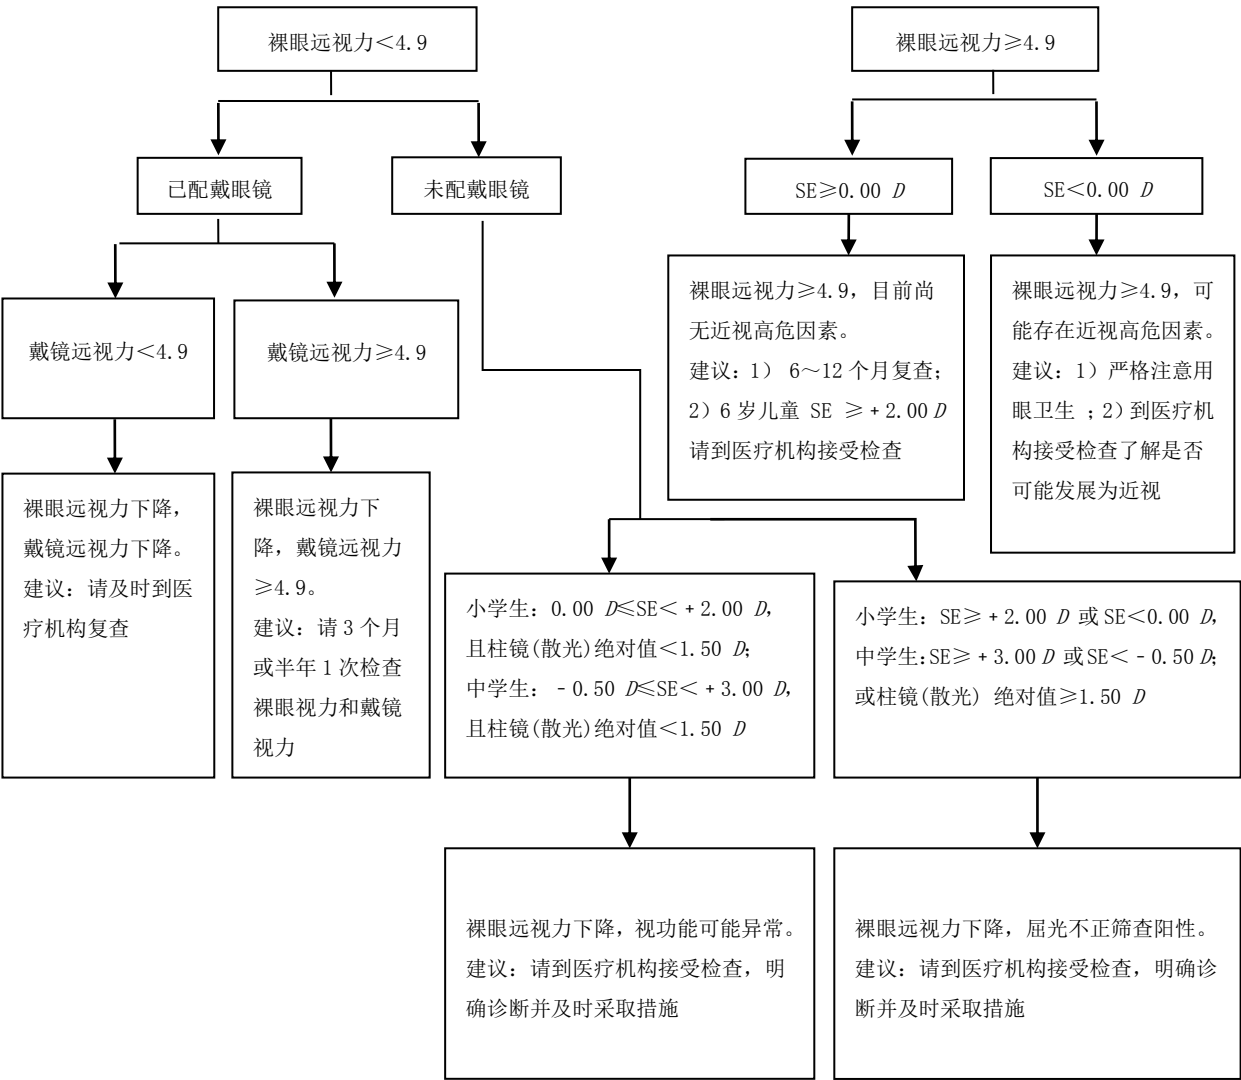 裸眼远视力＜4.9
裸眼远视力≥4.9
已配戴眼镜
未配戴眼镜
SE≥0.00 D
SE＜0.00 D
戴镜远视力＜4.9
戴镜远视力≥4.9
裸眼远视力≥4.9，目前尚
无近视高危因素。
建议：1） 6～12个月复查；
2）6岁儿童 SE ≥﹢2.00 D
请到医疗机构接受检查
裸眼远视力≥4.9，可
能存在近视高危因素。
建议：1）严格注意用
眼卫生 ；2）到医疗机
构接受检查了解是否
可能发展为近视
裸眼远视力下降，
戴镜远视力下降。
建议：请及时到医
疗机构复查
裸眼远视力下
降，戴镜远视力
≥4.9。
建议：请3个月
或半年1次检查
裸眼视力和戴镜
视力
小学生：0.00 D≤SE＜﹢2.00 D，
且柱镜(散光)绝对值＜1.50 D；
中学生：﹣0.50 D≤SE＜﹢3.00 D，
且柱镜(散光)绝对值＜1.50 D
小学生：SE≥﹢2.00 D 或SE＜0.00 D，
中学生:SE≥﹢3.00 D 或SE＜﹣0.50 D；
或柱镜(散光) 绝对值≥1.50 D
裸眼远视力下降，视功能可能异常。
建议：请到医疗机构接受检查，明
确诊断并及时采取措施
裸眼远视力下降，屈光不正筛查阳性。
建议：请到医疗机构接受检查，明确诊
断并及时采取措施